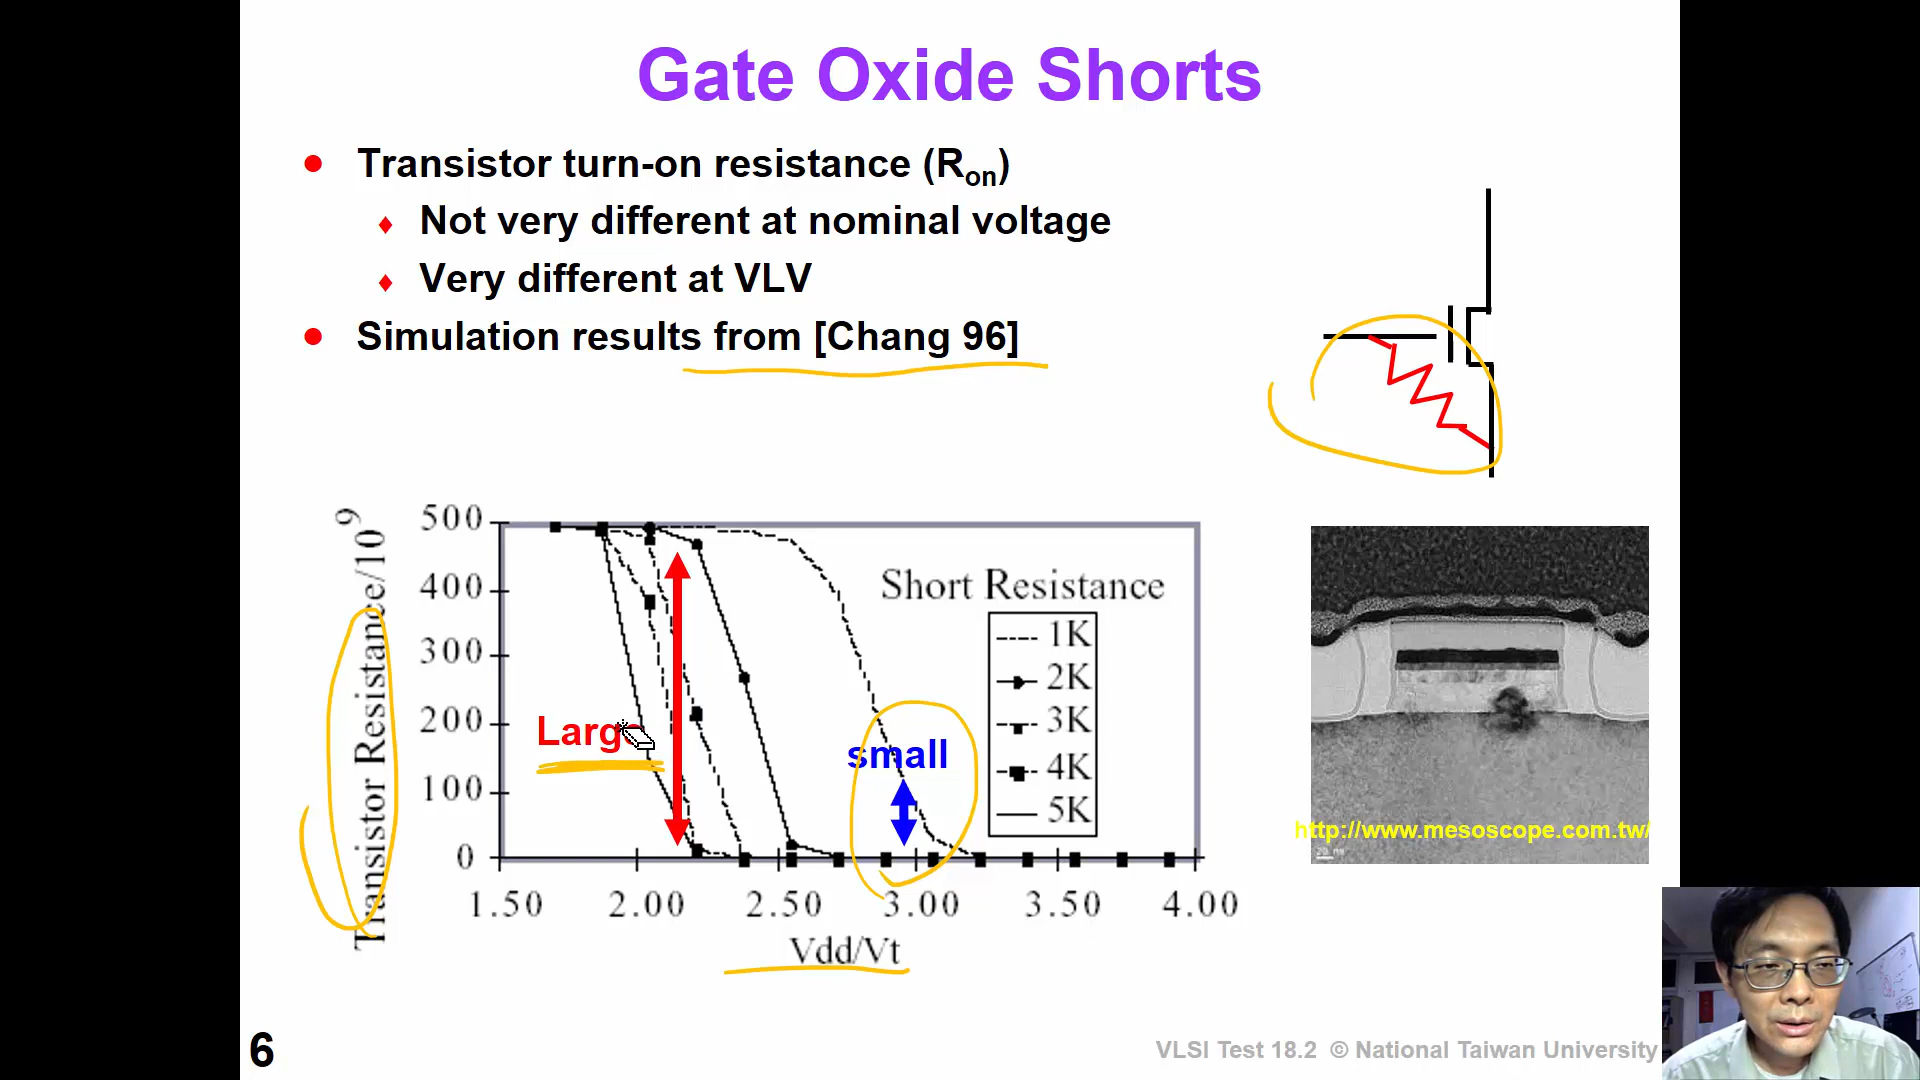 Gate Oxide Shorts
Transistor turn-on resistance (Ron)
Not very different at nominal voltage
Very different at VLV
Simulation results from [Chang 96]
Transistor Resistance/10^9
500
400
300
200
100
0
1.50 2.00 2.50 3.00 3.50 4.00
Vdd/Vt
Large
small
Short Resistance
1K
2K
3K
4K
5K
http://www.mesoscope.com.tw/
6
VLSI Test 18.2 © National Taiwan University